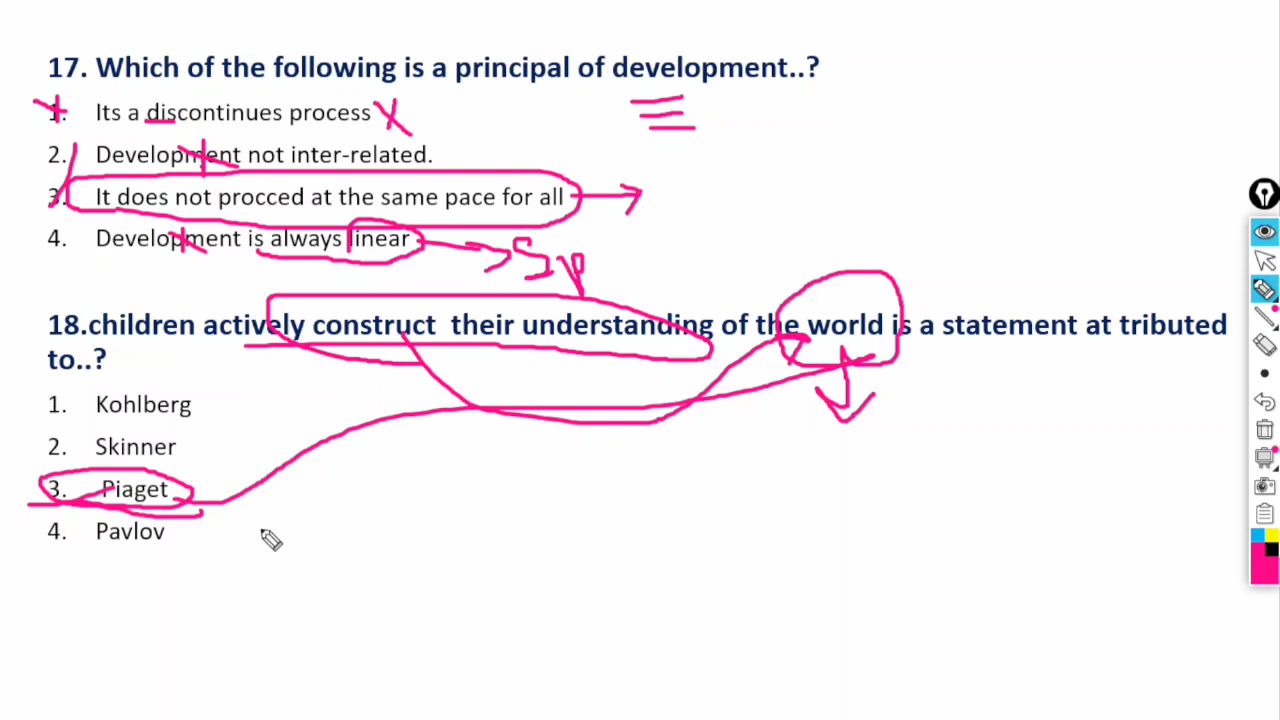 17. Which of the following is a principal of development..?
1. Its a discontinues process
2. Development not inter-related.
3. It does not procced at the same pace for all
4. Development is always linear
18.children actively construct their understanding of the world is a statement at tributed
to..?
1. Kohlberg
2. Skinner
3. Piaget
4. Pavlov